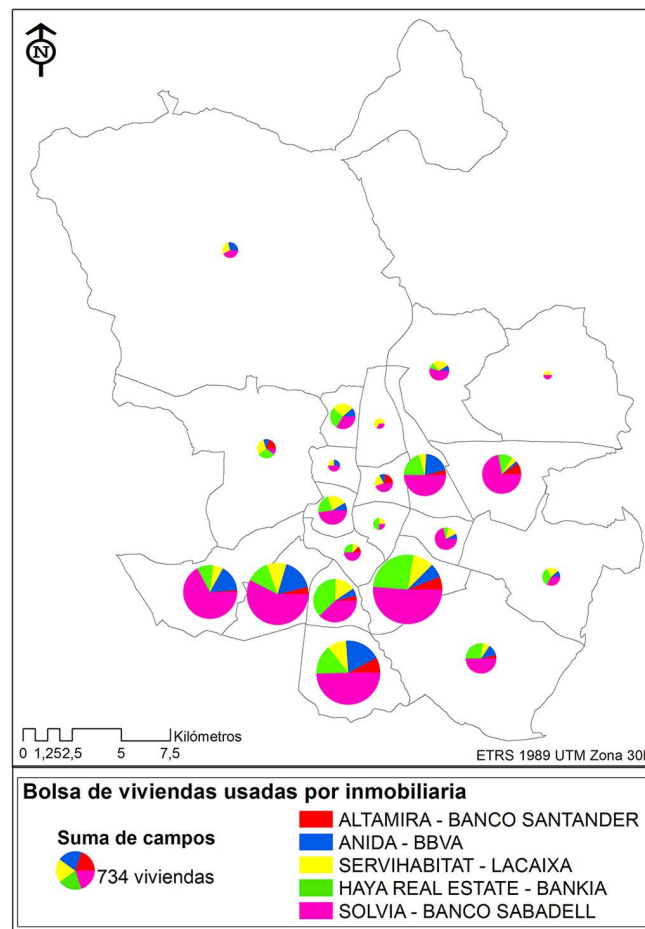 N
Kilómetros
0 1,252,5 5 7,5
ETRS 1989 UTM Zona 30
Bolsa de viviendas usadas por inmobiliaria
Suma de campos
734 viviendas
ALTAMIRA - BANCO SANTANDER
ANIDA - BBVA
SERVIHABITAT - LACAIXA
HAYA REAL ESTATE - BANKIA
SOLVIA - BANCO SABADELL